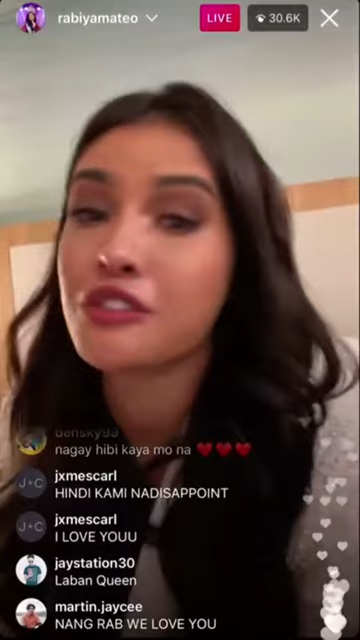 rabiyamateo
LIVE
30.6K
bensky99
nagay hibi kaya mo na ❤️❤️❤️
J+C
jxmescarl
HINDI KAMI NADISAPPOINT
J+C
jxmescarl
I LOVE YOUU
jaystation30
Laban Queen
martin.jaycee
NANG RAB WE LOVE YOU